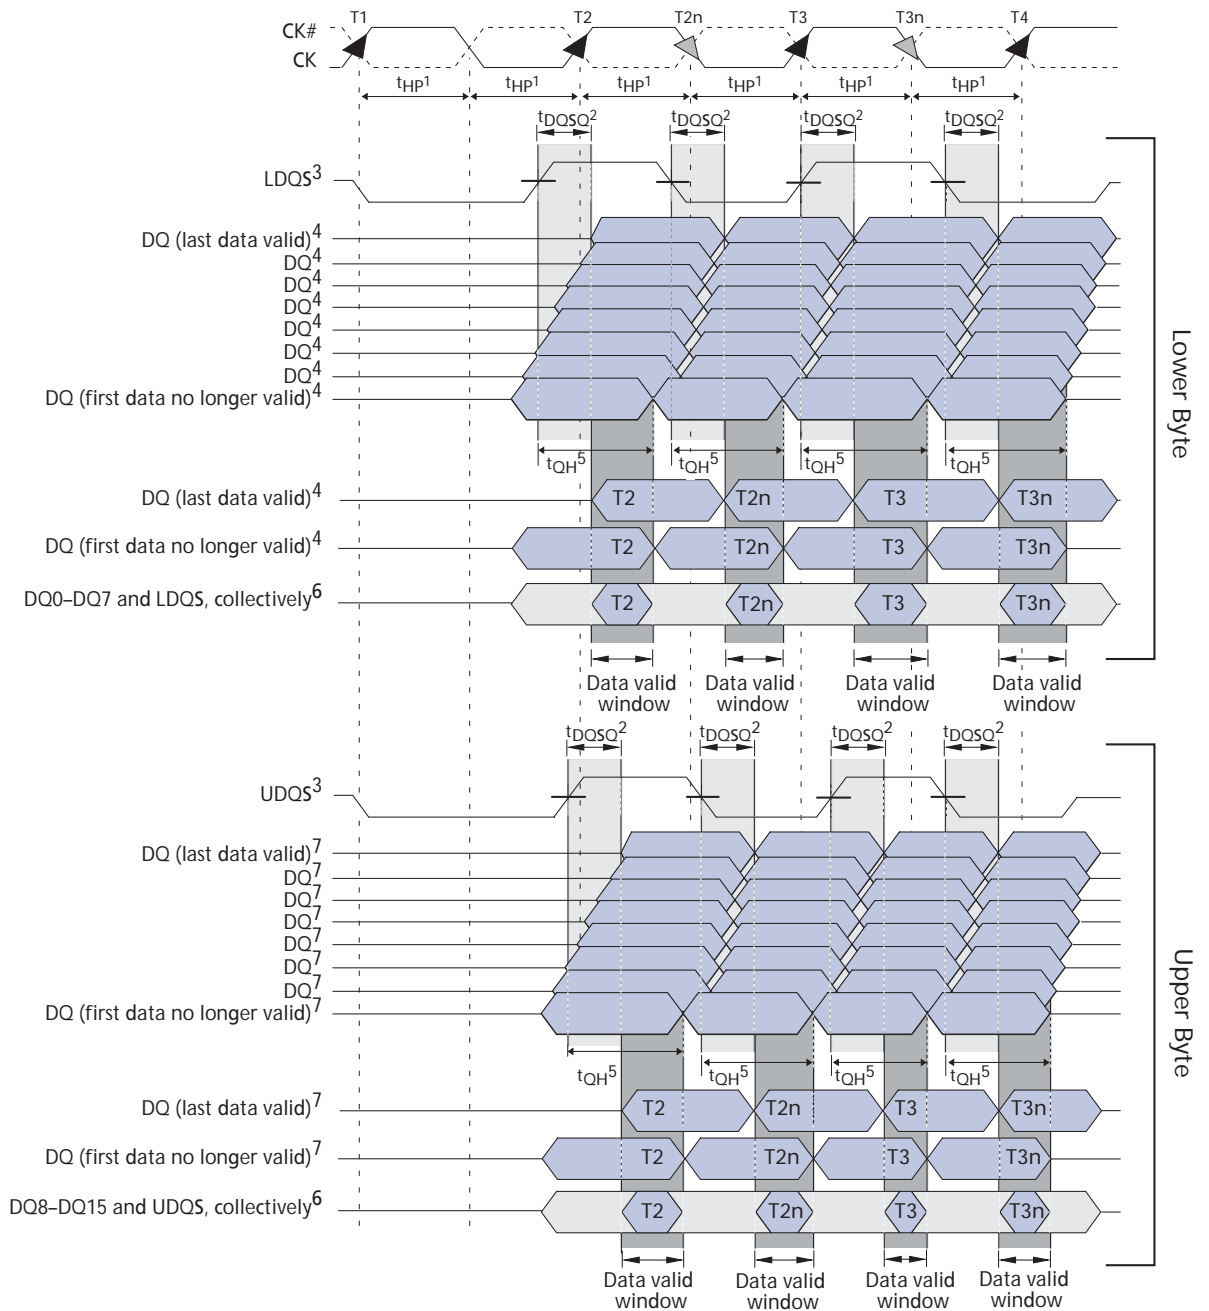 T1 T2 T2n T3 T3n T4
CK#
CK
tHP1 tHP1 tHP1 tHP1 tHP1 tHP1
tDQSQ2 tDQSQ2 tDQSQ2 tDQSQ2
LDQS3
DQ (last data valid)4
DQ4
DQ4
DQ4
DQ4
DQ4
DQ4
DQ (first data no longer valid)4
tQH5 tQH5 tQH5 tQH5
DQ (last data valid)4 T2 T2n T3 T3n
DQ (first data no longer valid)4 T2 T2n T3 T3n
DQ0–DQ7 and LDQS, collectively6 T2 T2n T3 T3n
Data valid Data valid Data valid Data valid
window window window window
Lower Byte
tDQSQ2 tDQSQ2 tDQSQ2 tDQSQ2
UDQS3
DQ (last data valid)7
DQ7
DQ7
DQ7
DQ7
DQ7
DQ7
DQ (first data no longer valid)7
tQH5 tQH5 tQH5 tQH5
DQ (last data valid)7 T2 T2n T3 T3n
DQ (first data no longer valid)7 T2 T2n T3 T3n
DQ8–DQ15 and UDQS, collectively6 T2 T2n T3 T3n
Data valid Data valid Data valid Data valid
window window window window
Upper Byte